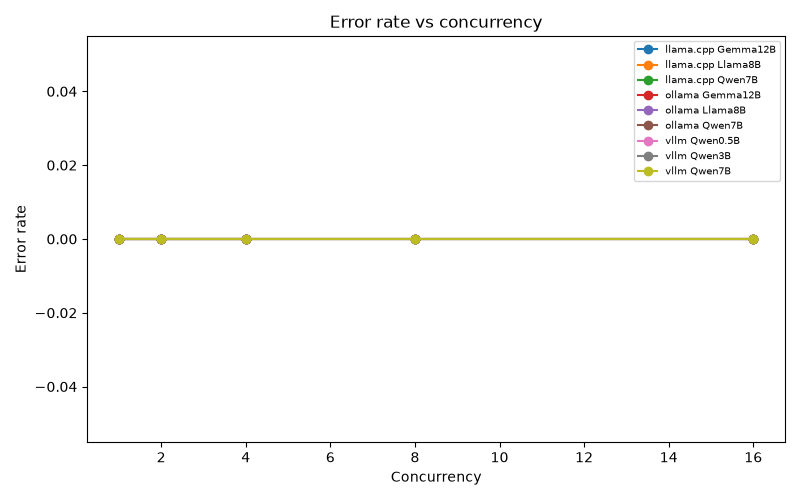 Error rate vs concurrency
llama.cpp Gemma12B
llama.cpp Llama8B
llama.cpp Qwen7B
ollama Gemma12B
ollama Llama8B
ollama Qwen7B
vllm Qwen0.5B
vllm Qwen3B
vllm Qwen7B
Error rate
0.04
0.02
0.00
−0.02
−0.04
2 4 6 8 10 12 14 16
Concurrency